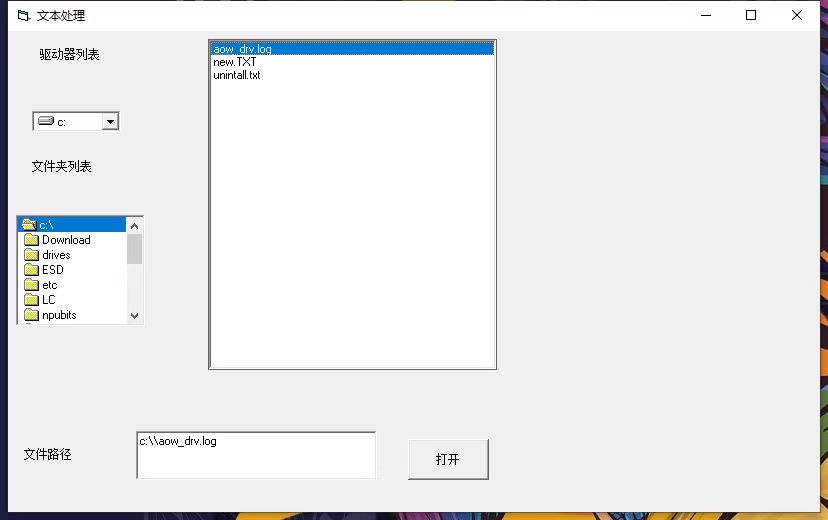 文本处理
驱动器列表
c:
文件夹列表
c:\
Download
drives
ESD
etc
LC
npubits
aow_drv.log
new.TXT
unintall.txt
文件路径
c:\\aow_drv.log
打开